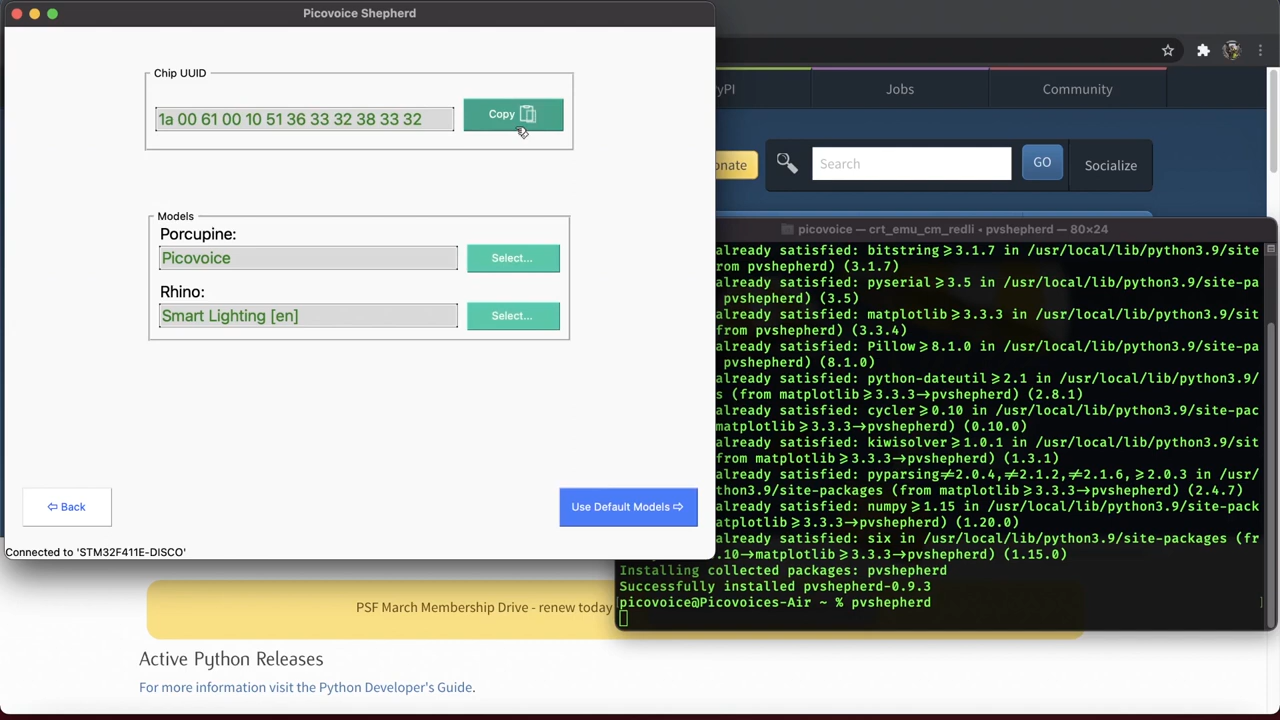 Picovoice Shepherd
Chip UUID
1a 00 61 00 10 51 36 33 32 38 33 32
Copy
Models
Porcupine:
Picovoice
Select...
Rhino:
Smart Lighting [en]
Select...
⇦ Back
Use Default Models ⇨
Connected to 'STM32F411E-DISCO'
yPI
Jobs
Community
onate
Search
GO
Socialize
picovoice — crt_emu_cm_redli • pvshepherd — 80×24
already satisfied: bitstring≥3.1.7 in /usr/local/lib/python3.9/site
rom pvshepherd) (3.1.7)
already satisfied: pyserial≥3.5 in /usr/local/lib/python3.9/site-pa
pvshepherd) (3.5)
already satisfied: matplotlib≥3.3.3 in /usr/local/lib/python3.9/sit
from pvshepherd) (3.3.4)
already satisfied: Pillow≥8.1.0 in /usr/local/lib/python3.9/site-pa
pvshepherd) (8.1.0)
already satisfied: python-dateutil≥2.1 in /usr/local/lib/python3.9/
s (from matplotlib≥3.3.3→pvshepherd) (2.8.1)
already satisfied: cycler≥0.10 in /usr/local/lib/python3.9/site-pac
matplotlib≥3.3.3→pvshepherd) (0.10.0)
already satisfied: kiwisolver≥1.0.1 in /usr/local/lib/python3.9/sit
from matplotlib≥3.3.3→pvshepherd) (1.3.1)
already satisfied: pyparsing≠2.0.4,≠2.1.2,≠2.1.6,≥2.0.3 in /usr/
thon3.9/site-packages (from matplotlib≥3.3.3→pvshepherd) (2.4.7)
already satisfied: numpy≥1.15 in /usr/local/lib/python3.9/site-pack
atplotlib≥3.3.3→pvshepherd) (1.20.0)
already satisfied: six in /usr/local/lib/python3.9/site-packages (fr
.10→matplotlib≥3.3.3→pvshepherd) (1.15.0)
Installing collected packages: pvshepherd
Successfully installed pvshepherd-0.9.3
picovoice@Picovoices-Air ~ % pvshepherd
PSF March Membership Drive - renew today
Active Python Releases
For more information visit the Python Developer's Guide.